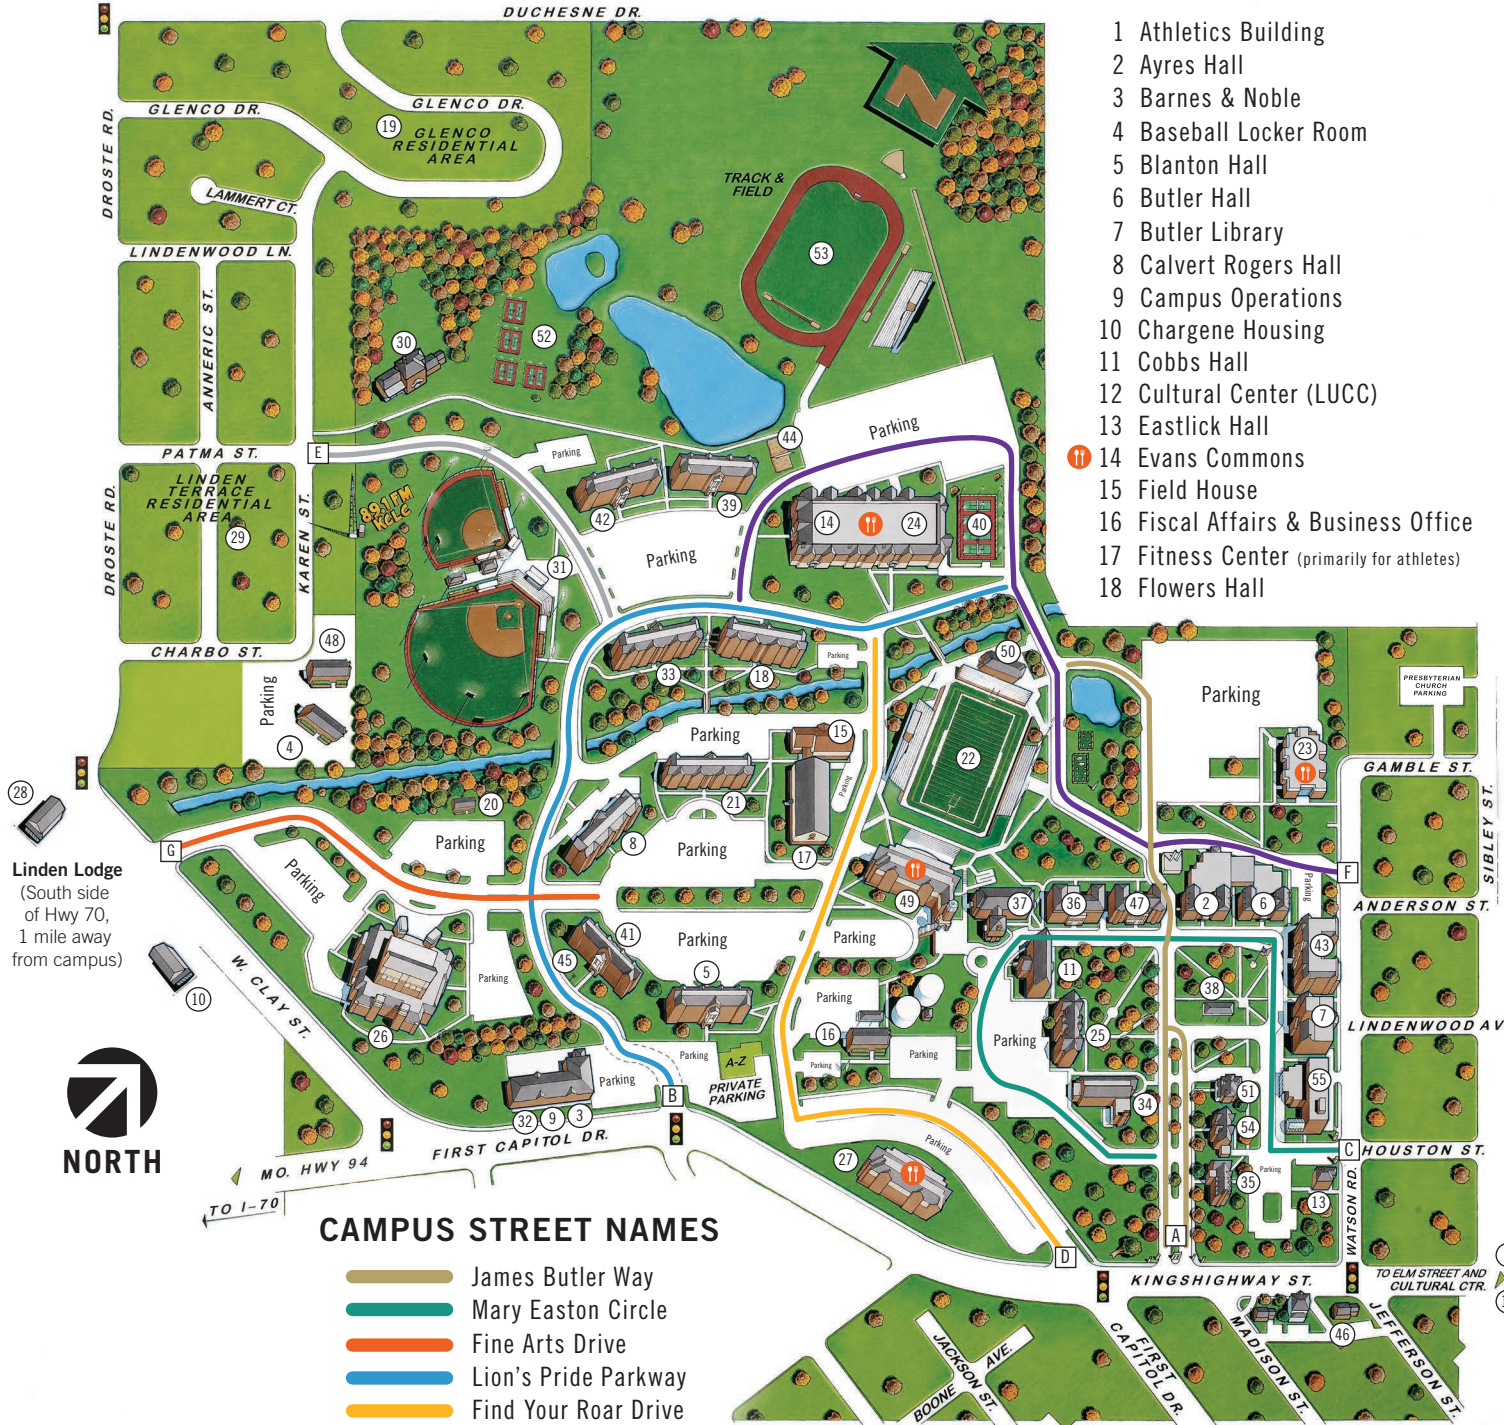 DUCHESNE DR.
GLENCO DR.
GLENCO DR.
19
GLENCO
RESIDENTIAL
AREA
DROSTE RD.
LAMMERT CT.
LINDENWOOD LN.
ANNERIC ST.
PATMA ST.
E
LINDEN
TERRACE
RESIDENTIAL
AREA
29
DROSTE RD.
KAREN ST.
CHARBO ST.
TRACK &
FIELD
53
30
52
44
Parking
Parking
42
39
89.1 FM
KCLC
31
Parking
14
24
40
48
Parking
4
33
18
Parking
50
Parking
PRESBYTERIAN
CHURCH
PARKING
Parking
15
22
23
GAMBLE ST.
SIBLEY ST.
28
20
21
Parking
8
Parking
17
Parking
G
Linden Lodge
(South side
of Hwy 70,
1 mile away
from campus)
Parking
49
37
36
47
2
6
Parking
F
ANDERSON ST.
41
45
Parking
Parking
43
W. CLAY ST.
10
Parking
5
11
38
26
Parking
16
Parking
25
7
LINDENWOOD AV
Parking
A-Z
PRIVATE
PARKING
Parking
Parking
B
Parking
32
9
3
34
51
55
54
NORTH
FIRST CAPITOL DR.
MO. HWY 94
TO I-70
27
Parking
35
Parking
13
C
HOUSTON ST.
WATSON RD.
D
A
KINGSHIGHWAY ST.
TO ELM STREET AND
CULTURAL CTR.
46
JACKSON ST.
BOONE AVE.
FIRST
CAPITOL DR.
MADISON ST.
JEFFERSON ST.
1 Athletics Building
2 Ayres Hall
3 Barnes & Noble
4 Baseball Locker Room
5 Blanton Hall
6 Butler Hall
7 Butler Library
8 Calvert Rogers Hall
9 Campus Operations
10 Chargene Housing
11 Cobbs Hall
12 Cultural Center (LUCC)
13 Eastlick Hall
14 Evans Commons
15 Field House
16 Fiscal Affairs & Business Office
17 Fitness Center (primarily for athletes)
18 Flowers Hall
CAMPUS STREET NAMES
James Butler Way
Mary Easton Circle
Fine Arts Drive
Lion's Pride Parkway
Find Your Roar Drive